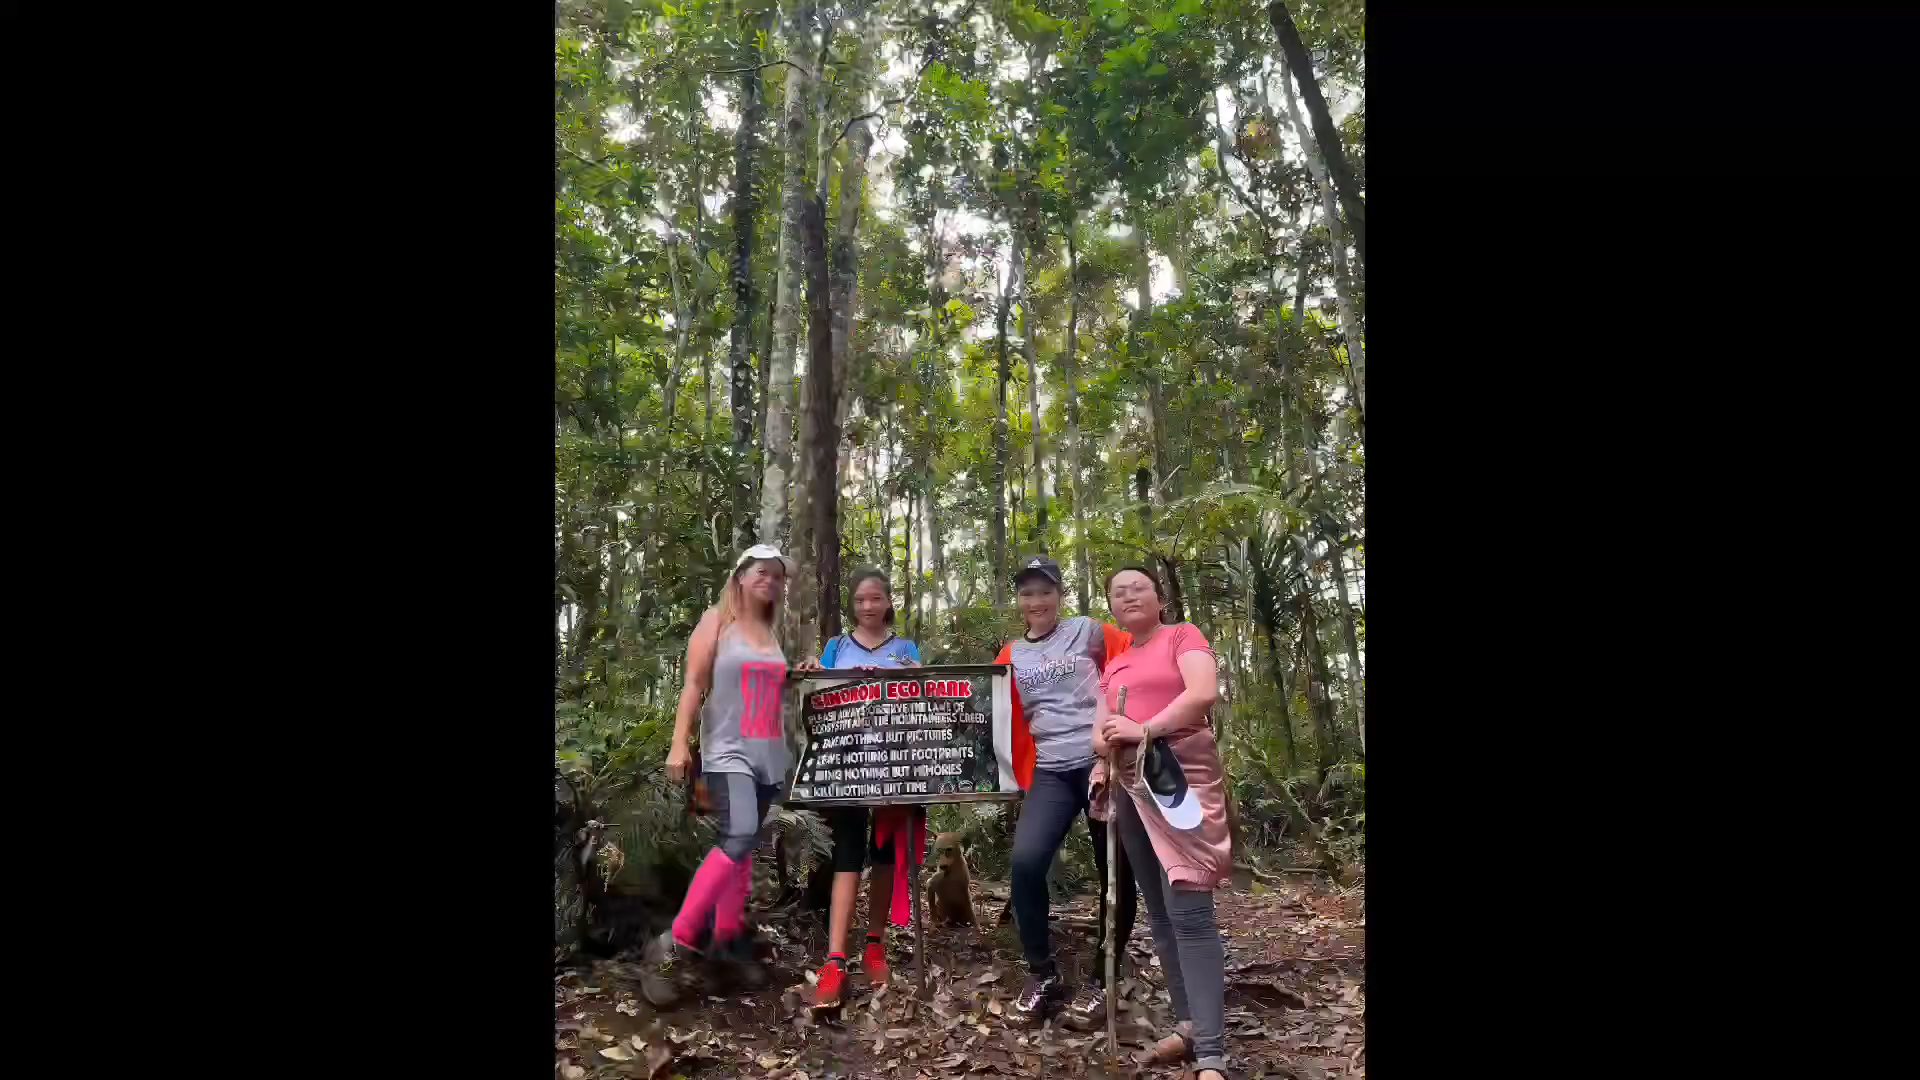 ECO PARK
PLEASE ALWAYS OBSERVE THE LAWS OF
ECOSYSTEM AND THE MOUNTAINEERS CREED.
TAKE NOTHING BUT PICTURES
LEAVE NOTHING BUT FOOTPRINTS
BRING NOTHING BUT MEMORIES
KILL NOTHING BUT TIME